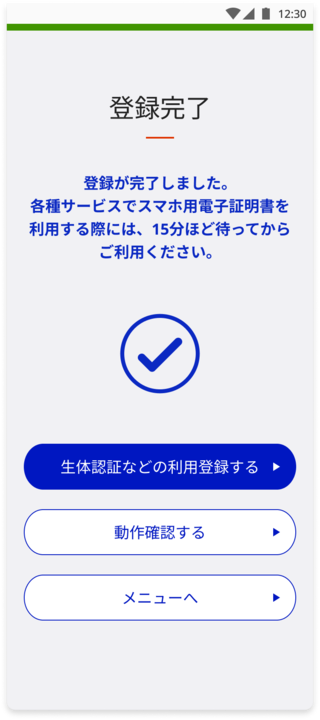 12:30
登録完了
登録が完了しました。
各種サービスでスマホ用電子証明書を
利用する際には、15分ほど待ってから
ご利用ください。
生体認証などの利用登録する
動作確認する
メニューへ